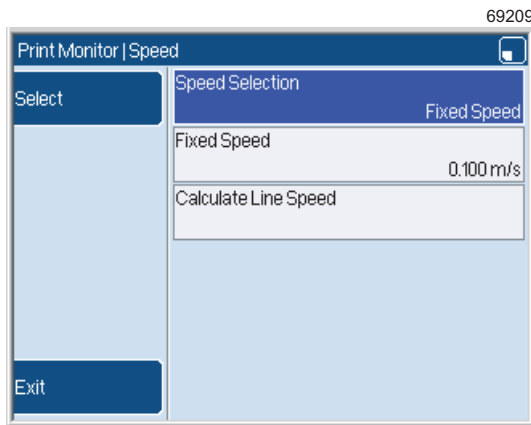 69209
Print Monitor | Speed
Select
Speed Selection
Fixed Speed
Fixed Speed
0.100 m/s
Calculate Line Speed
Exit